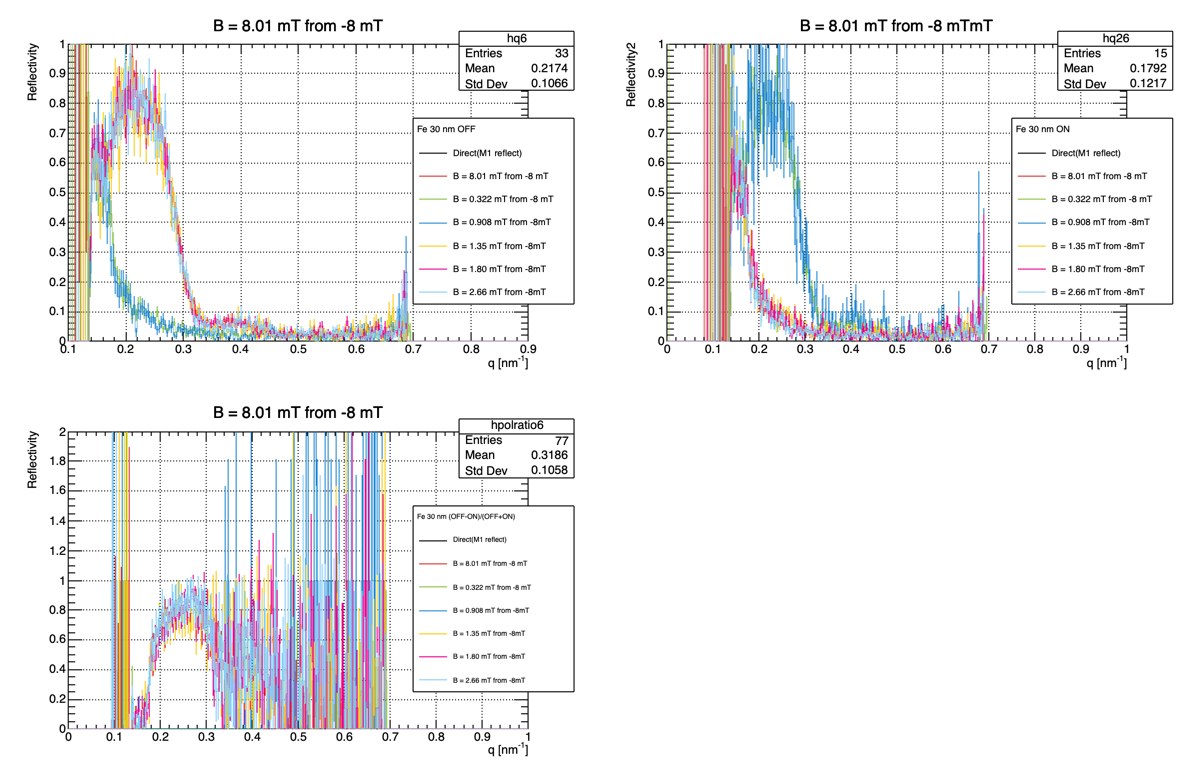 B = 8.01 mT from -8 mT
hq6
Entries 33
Mean 0.2174
Std Dev 0.1066
Reflectivity
1
0.9
0.8
0.7
0.6
0.5
0.4
0.3
0.2
0.1
0
0.1 0.2 0.3 0.4 0.5 0.6 0.7 0.8 0.9
q [nm⁻¹]
Fe 30 nm OFF
Direct(M1 reflect)
B = 8.01 mT from -8 mT
B = 0.322 mT from -8 mT
B = 0.908 mT from -8mT
B = 1.35 mT from -8mT
B = 1.80 mT from -8mT
B = 2.66 mT from -8mT
B = 8.01 mT from -8 mTmT
hq26
Entries 15
Mean 0.1792
Std Dev 0.1217
Reflectivity2
1
0.9
0.8
0.7
0.6
0.5
0.4
0.3
0.2
0.1
0
0 0.1 0.2 0.3 0.4 0.5 0.6 0.7 0.8 0.9 1
q [nm⁻¹]
Fe 30 nm ON
Direct(M1 reflect)
B = 8.01 mT from -8 mT
B = 0.322 mT from -8 mT
B = 0.908 mT from -8mT
B = 1.35 mT from -8mT
B = 1.80 mT from -8mT
B = 2.66 mT from -8mT
B = 8.01 mT from -8 mT
hpolratio6
Entries 77
Mean 0.3186
Std Dev 0.1058
Reflectivity
2
1.8
1.6
1.4
1.2
1
0.8
0.6
0.4
0.2
0
0 0.1 0.2 0.3 0.4 0.5 0.6 0.7 0.8 0.9 1
q [nm⁻¹]
Fe 30 nm (OFF-ON)/(OFF+ON)
Direct(M1 reflect)
B = 8.01 mT from -8 mT
B = 0.322 mT from -8 mT
B = 0.908 mT from -8mT
B = 1.35 mT from -8mT
B = 1.80 mT from -8mT
B = 2.66 mT from -8mT